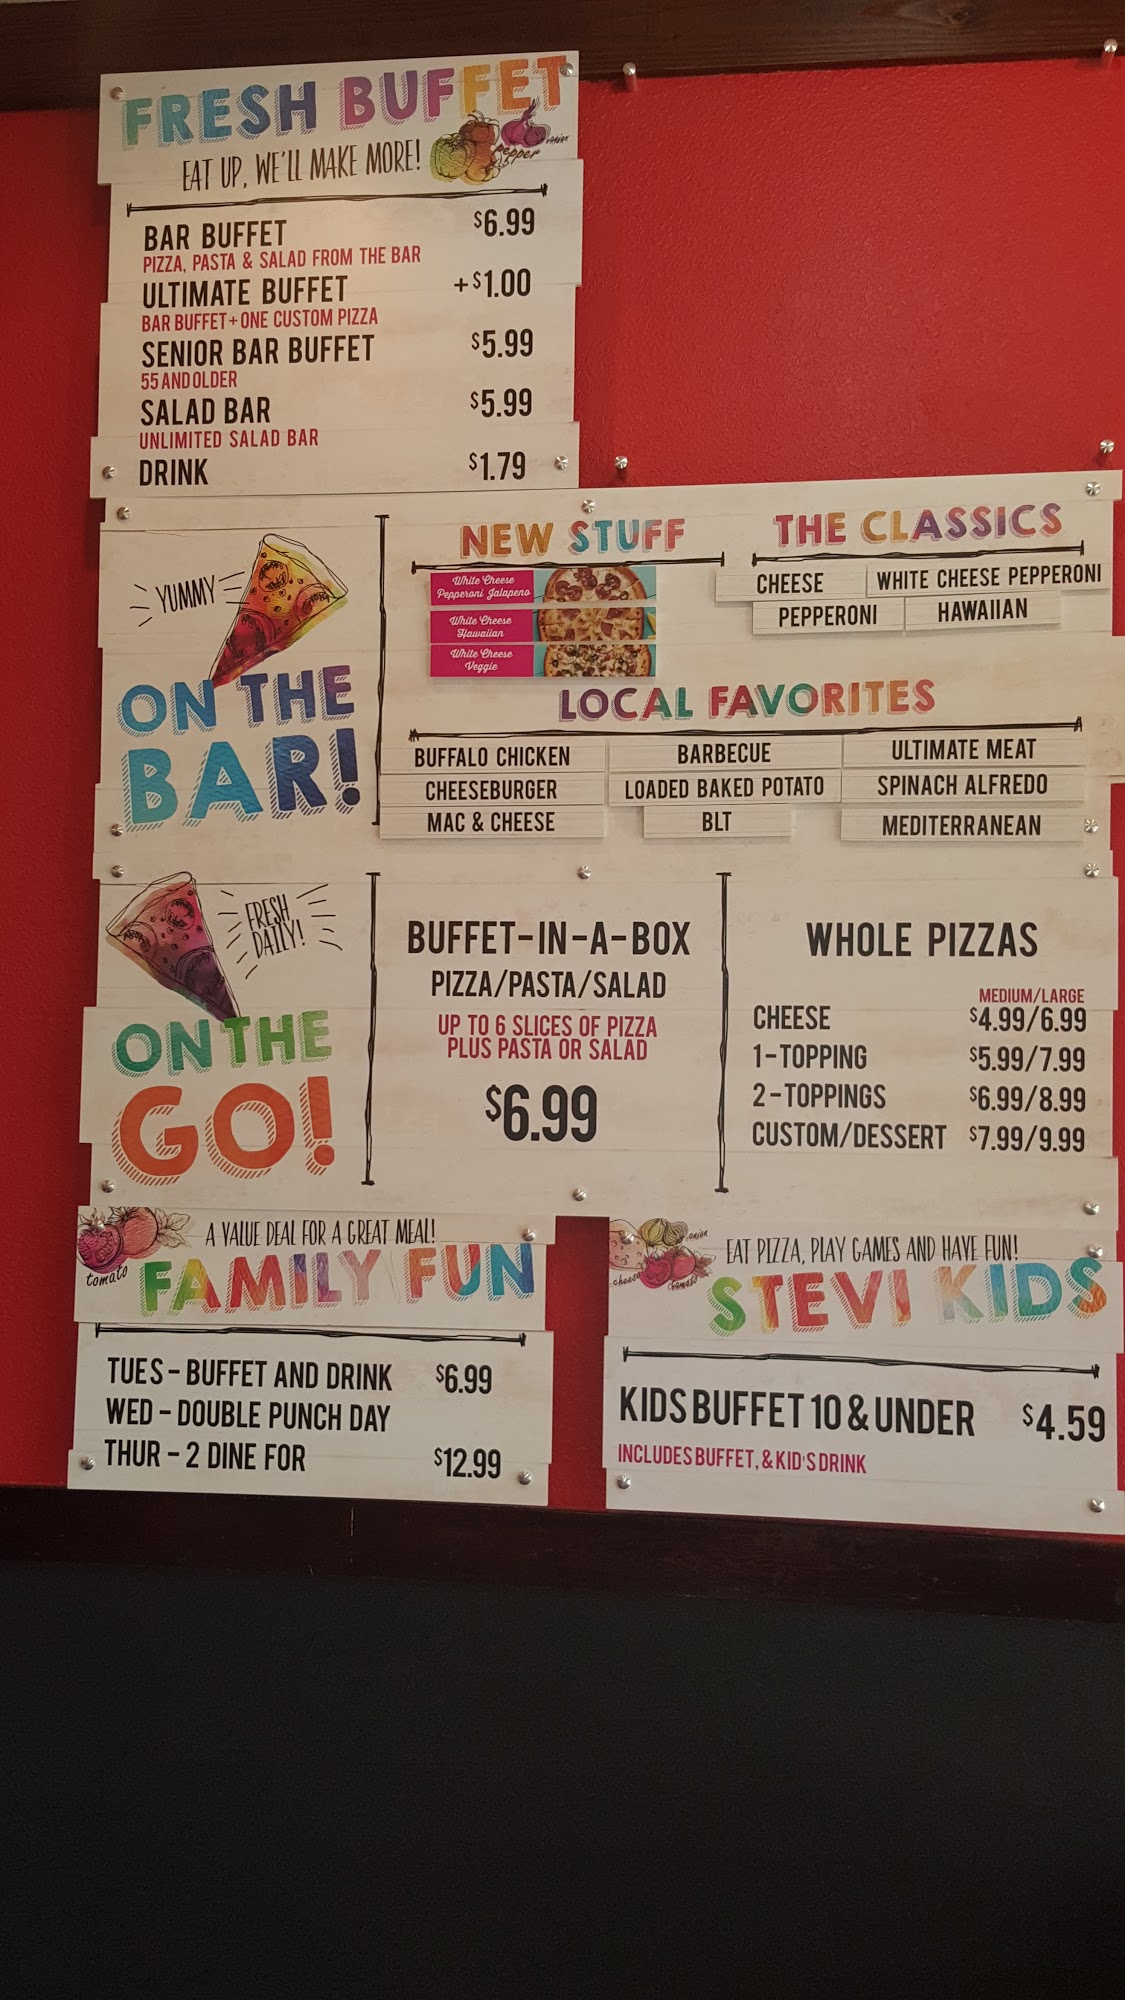 FRESH BUFFET
EAT UP, WE'LL MAKE MORE!
pepper
onion
BAR BUFFET $6.99
PIZZA, PASTA & SALAD FROM THE BAR
ULTIMATE BUFFET +$1.00
BAR BUFFET + ONE CUSTOM PIZZA
SENIOR BAR BUFFET $5.99
55 AND OLDER
SALAD BAR $5.99
UNLIMITED SALAD BAR
DRINK $1.79
YUMMY
ON THE
BAR!
NEW STUFF
White Cheese
Pepperoni Jalapeno
White Cheese
Hawaiian
White Cheese
Veggie
THE CLASSICS
CHEESE WHITE CHEESE PEPPERONI
PEPPERONI HAWAIIAN
LOCAL FAVORITES
BUFFALO CHICKEN BARBECUE ULTIMATE MEAT
CHEESEBURGER LOADED BAKED POTATO SPINACH ALFREDO
MAC & CHEESE BLT MEDITERRANEAN
FRESH
DAILY!
ON THE
GO!
BUFFET-IN-A-BOX
PIZZA/PASTA/SALAD
UP TO 6 SLICES OF PIZZA
PLUS PASTA OR SALAD
$6.99
WHOLE PIZZAS
MEDIUM/LARGE
CHEESE $4.99/6.99
1-TOPPING $5.99/7.99
2-TOPPINGS $6.99/8.99
CUSTOM/DESSERT $7.99/9.99
tomato
A VALUE DEAL FOR A GREAT MEAL!
FAMILY FUN
TUES - BUFFET AND DRINK $6.99
WED - DOUBLE PUNCH DAY
THUR - 2 DINE FOR $12.99
onion
cheese
tomato
EAT PIZZA, PLAY GAMES AND HAVE FUN!
STEVI KIDS
KIDS BUFFET 10 & UNDER $4.59
INCLUDES BUFFET, & KID'S DRINK